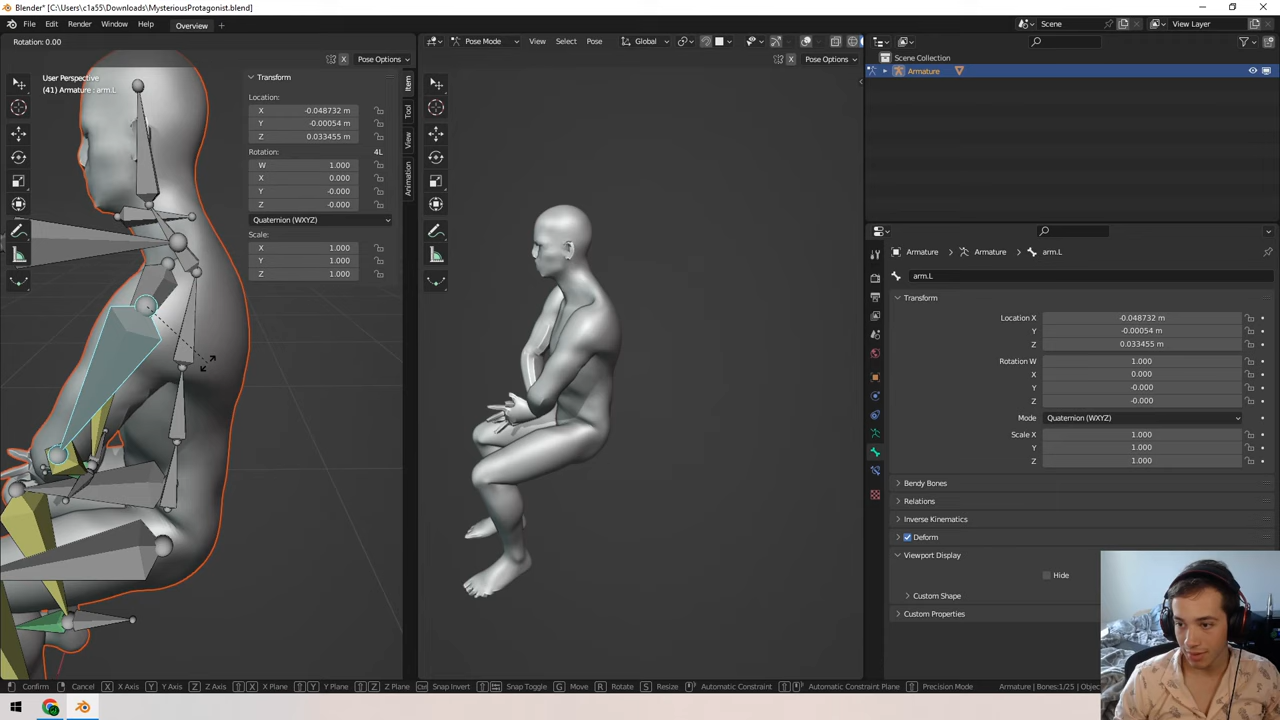 Blender* [C:\Users\c1a55\Downloads\MysteriousProtagonist.blend]
File Edit Render Window Help Overview +
Scene View Layer
Rotation: 0.00
Pose Mode View Select Pose Global
Pose Options
Pose Options
User Perspective
(41) Armature : arm.L
Transform
Location:
X -0.048732 m
Y -0.00054 m
Z 0.033455 m
Rotation: 4L
W 1.000
X 0.000
Y -0.000
Z -0.000
Quaternion (WXYZ)
Scale:
X 1.000
Y 1.000
Z 1.000
Item
Tool
View
Animation
Scene Collection
Armature
Armature Armature arm.L
arm.L
Transform
Location X -0.048732 m
Y -0.00054 m
Z 0.033455 m
Rotation W 1.000
X 0.000
Y -0.000
Z -0.000
Mode Quaternion (WXYZ)
Scale X 1.000
Y 1.000
Z 1.000
Bendy Bones
Relations
Inverse Kinematics
Deform
Viewport Display
Hide
Custom Shape
Custom Properties
Confirm Cancel X X Axis Y Y Axis Z Z Axis X X Plane Y Y Plane Z Z Plane Snap Invert Snap Toggle G Move R Rotate S Resize Automatic Constraint Automatic Constraint Plane Precision Mode Armature | Bones:1/25 | Objec